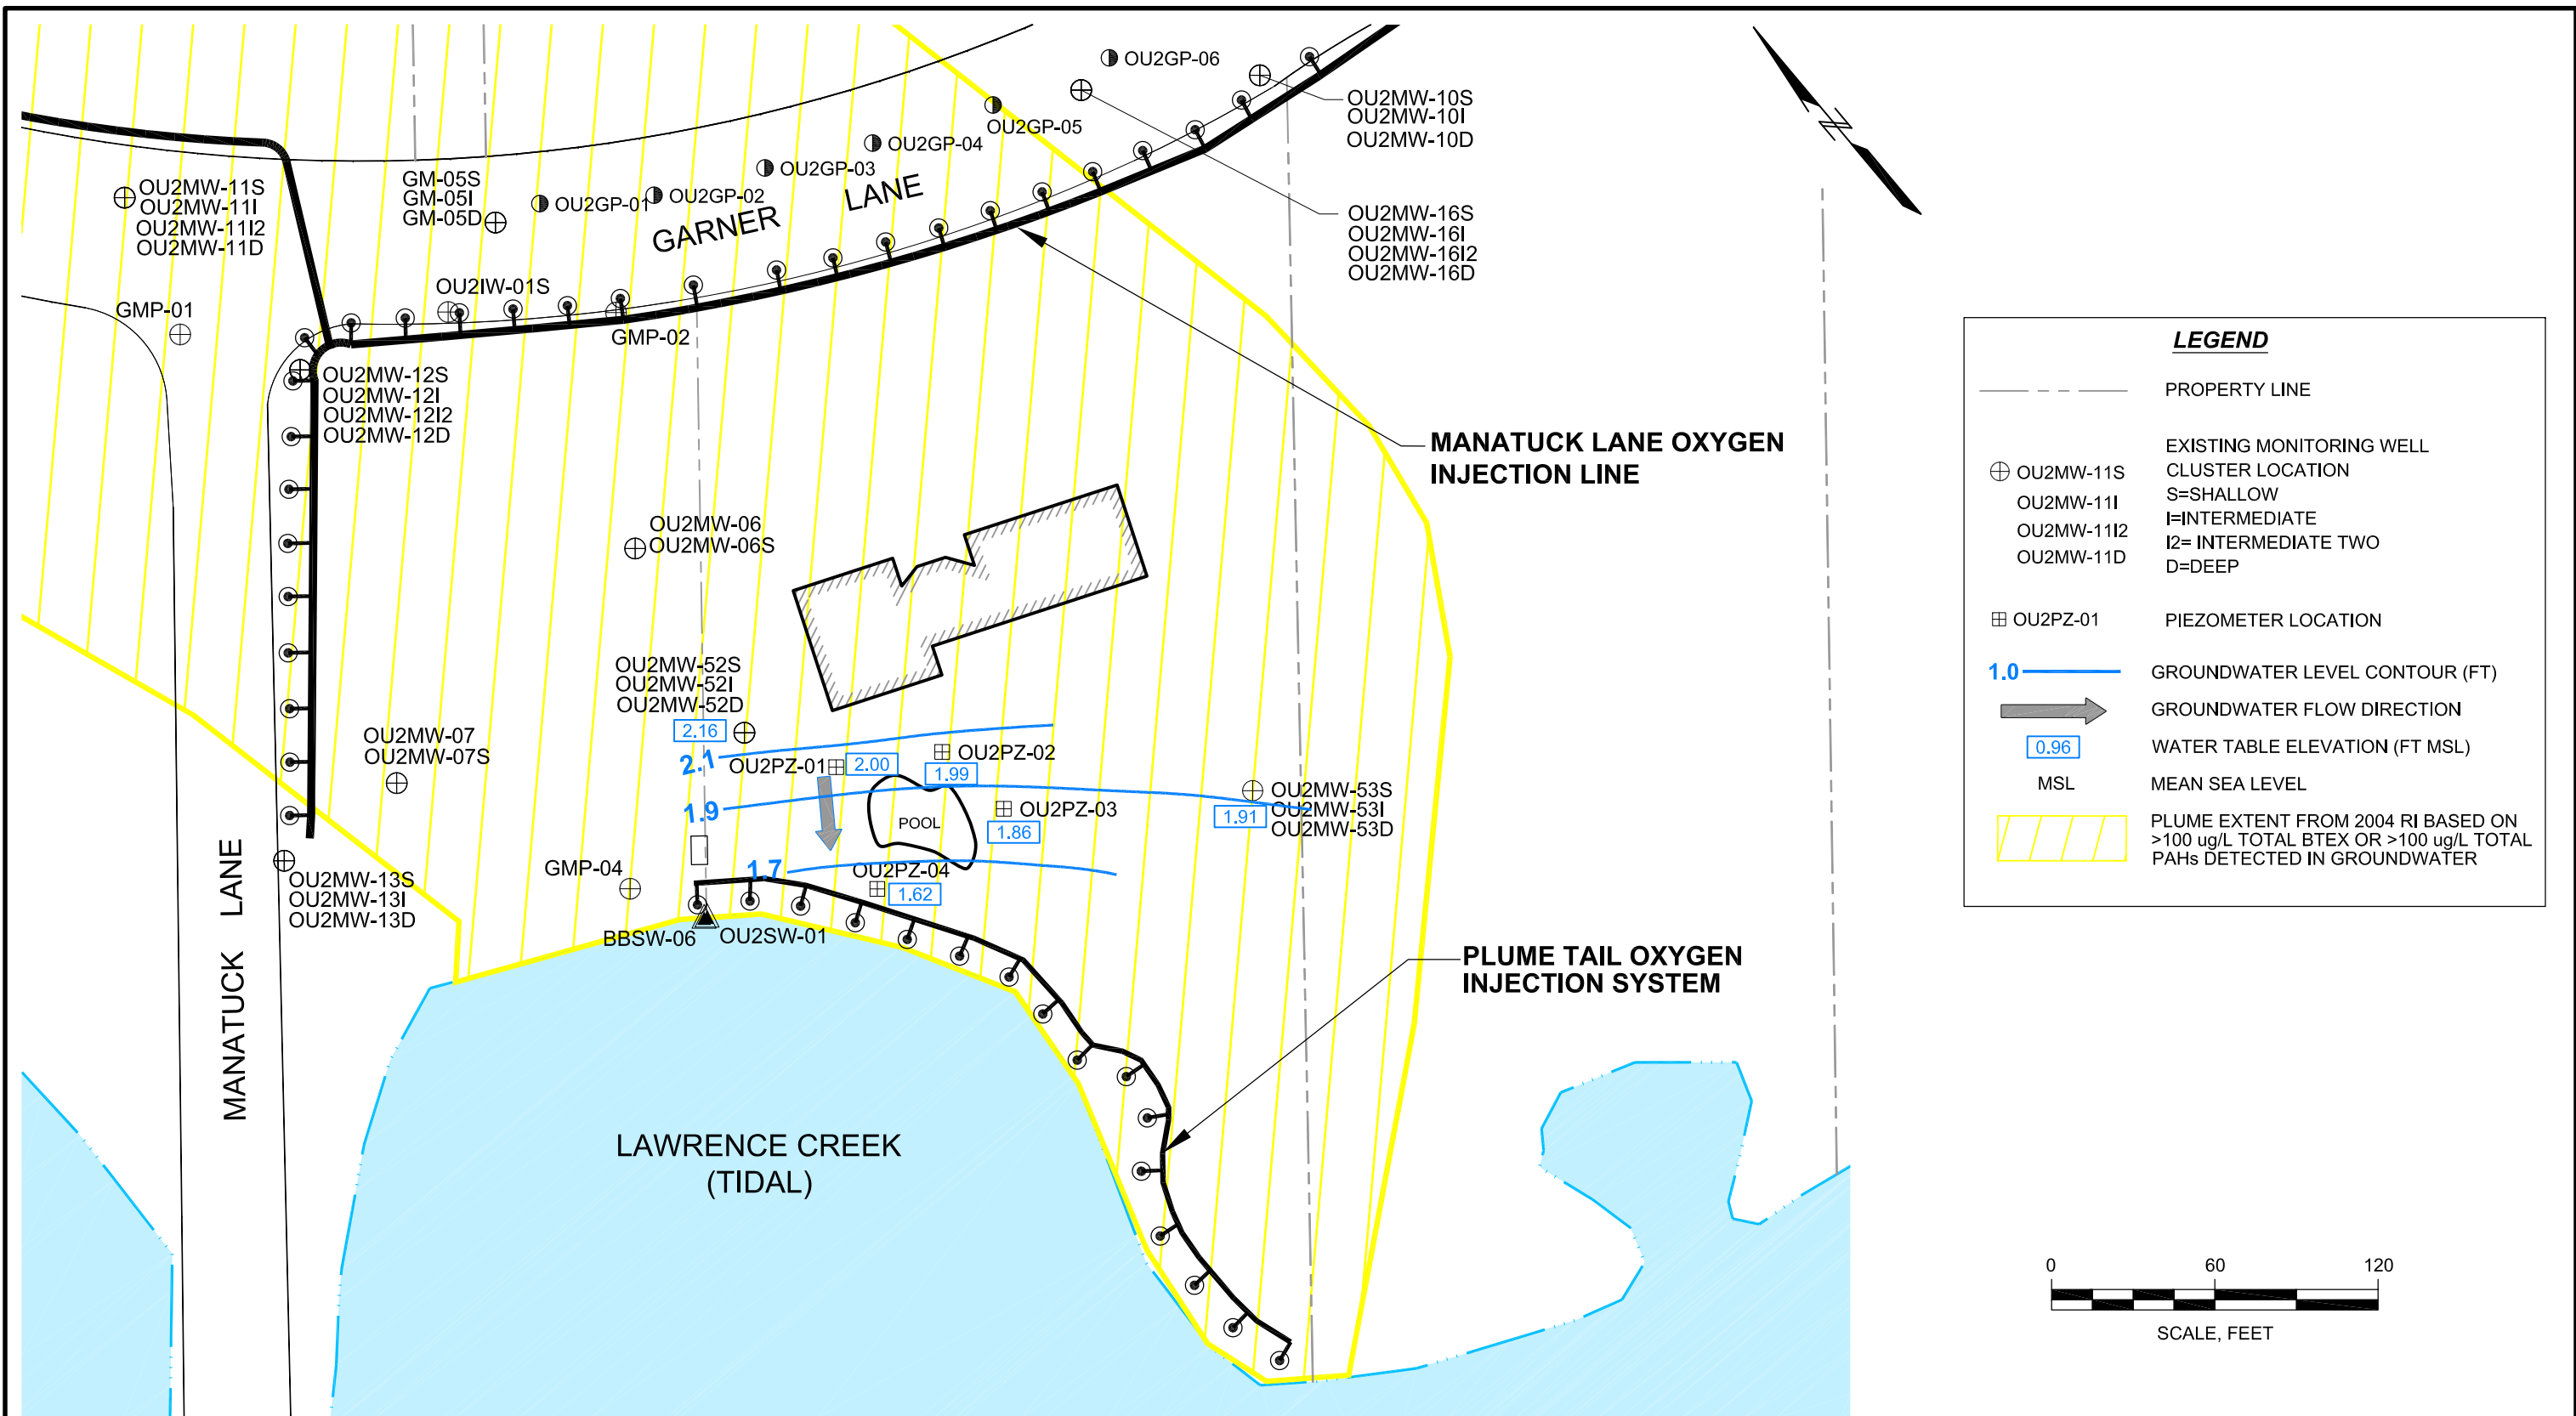 OU2GP-06
OU2MW-10S
OU2MW-10I
OU2MW-10D
OU2GP-05
OU2GP-04
OU2GP-03
OU2GP-02
OU2GP-01
GARNER LANE
OU2MW-11S
OU2MW-11I
OU2MW-11I2
OU2MW-11D
GM-05S
GM-05I
GM-05D
OU2MW-16S
OU2MW-16I
OU2MW-16I2
OU2MW-16D
N
GMP-01
OU2IW-01S
GMP-02
OU2MW-12S
OU2MW-12I
OU2MW-12I2
OU2MW-12D
MANATUCK LANE OXYGEN
INJECTION LINE
OU2MW-06
OU2MW-06S
OU2MW-52S
OU2MW-52I
OU2MW-52D
2.16
2.1
OU2MW-07
OU2MW-07S
OU2PZ-01
2.00
OU2PZ-02
1.99
1.9
POOL
OU2PZ-03
1.86
OU2MW-53S
OU2MW-53I
OU2MW-53D
1.91
1.7
OU2PZ-04
1.62
GMP-04
OU2MW-13S
OU2MW-13I
OU2MW-13D
BBSW-06
OU2SW-01
MANATUCK LANE
PLUME TAIL OXYGEN
INJECTION SYSTEM
LAWRENCE CREEK
(TIDAL)
LEGEND
PROPERTY LINE
OU2MW-11S
OU2MW-11I
OU2MW-11I2
OU2MW-11D
EXISTING MONITORING WELL
CLUSTER LOCATION
S=SHALLOW
I=INTERMEDIATE
I2= INTERMEDIATE TWO
D=DEEP
OU2PZ-01
PIEZOMETER LOCATION
1.0
GROUNDWATER LEVEL CONTOUR (FT)
GROUNDWATER FLOW DIRECTION
0.96
WATER TABLE ELEVATION (FT MSL)
MSL
MEAN SEA LEVEL
PLUME EXTENT FROM 2004 RI BASED ON
>100 ug/L TOTAL BTEX OR >100 ug/L TOTAL
PAHs DETECTED IN GROUNDWATER
0 60 120
SCALE, FEET